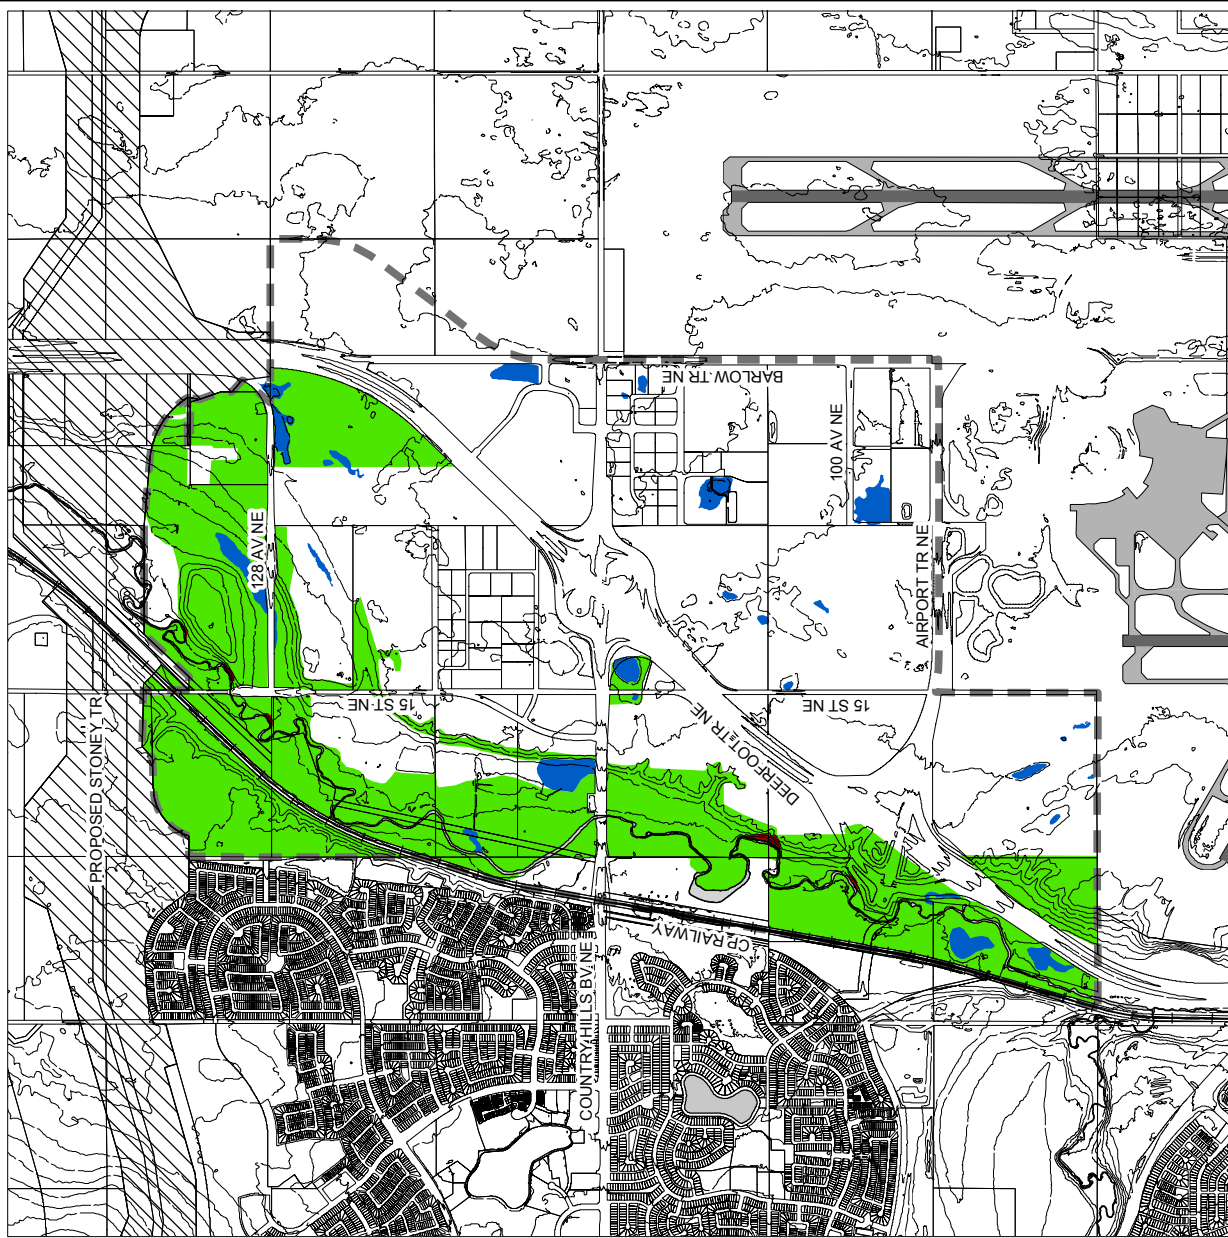 BARLOW TR NE
100 AV NE
128 AV NE
AIRPORT TR NE
15 ST NE
15 ST NE
DEERFOOT TR NE
PROPOSED STONEY TR
CP RAILWAY
COUNTRY HILLS BV NE